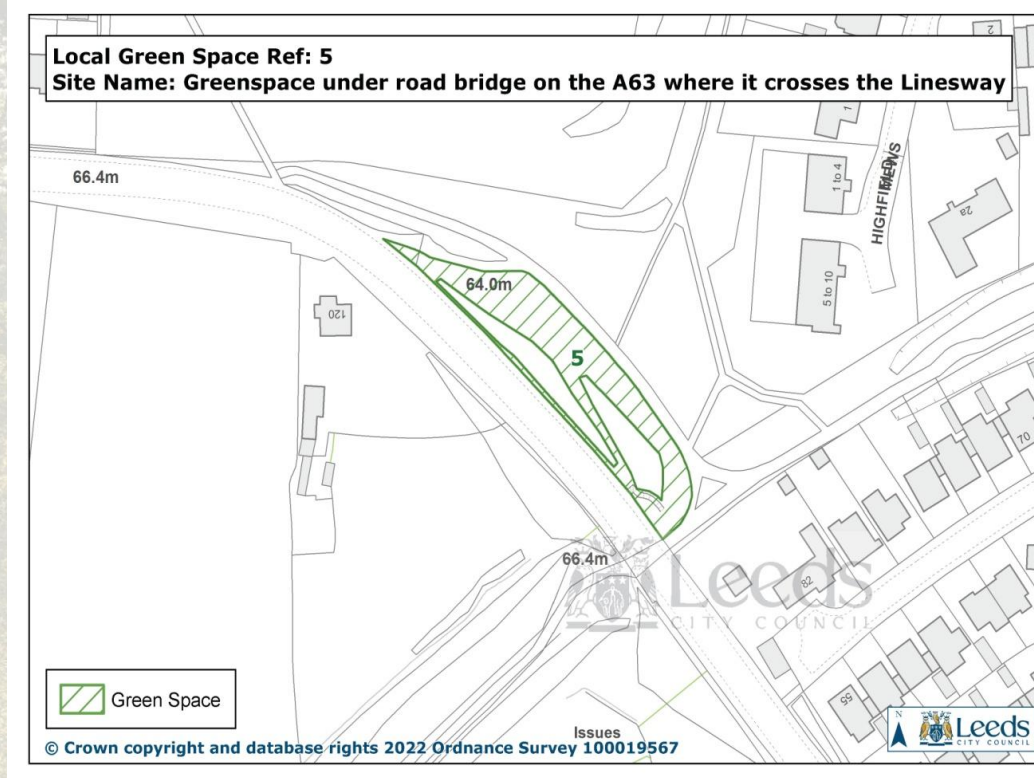 Local Green Space Ref: 5
Site Name: Greenspace under road bridge on the A63 where it crosses the Linesway
2
1
66.4m
1 to 4
HIGHFIELD MEWS
2a
64.0m
5 to 10
120
5
70
66.4m
Leeds
CITY COUNCIL
82
55
Green Space
Issues
© Crown copyright and database rights 2022 Ordnance Survey 100019567
N
Leeds
CITY COUNCIL